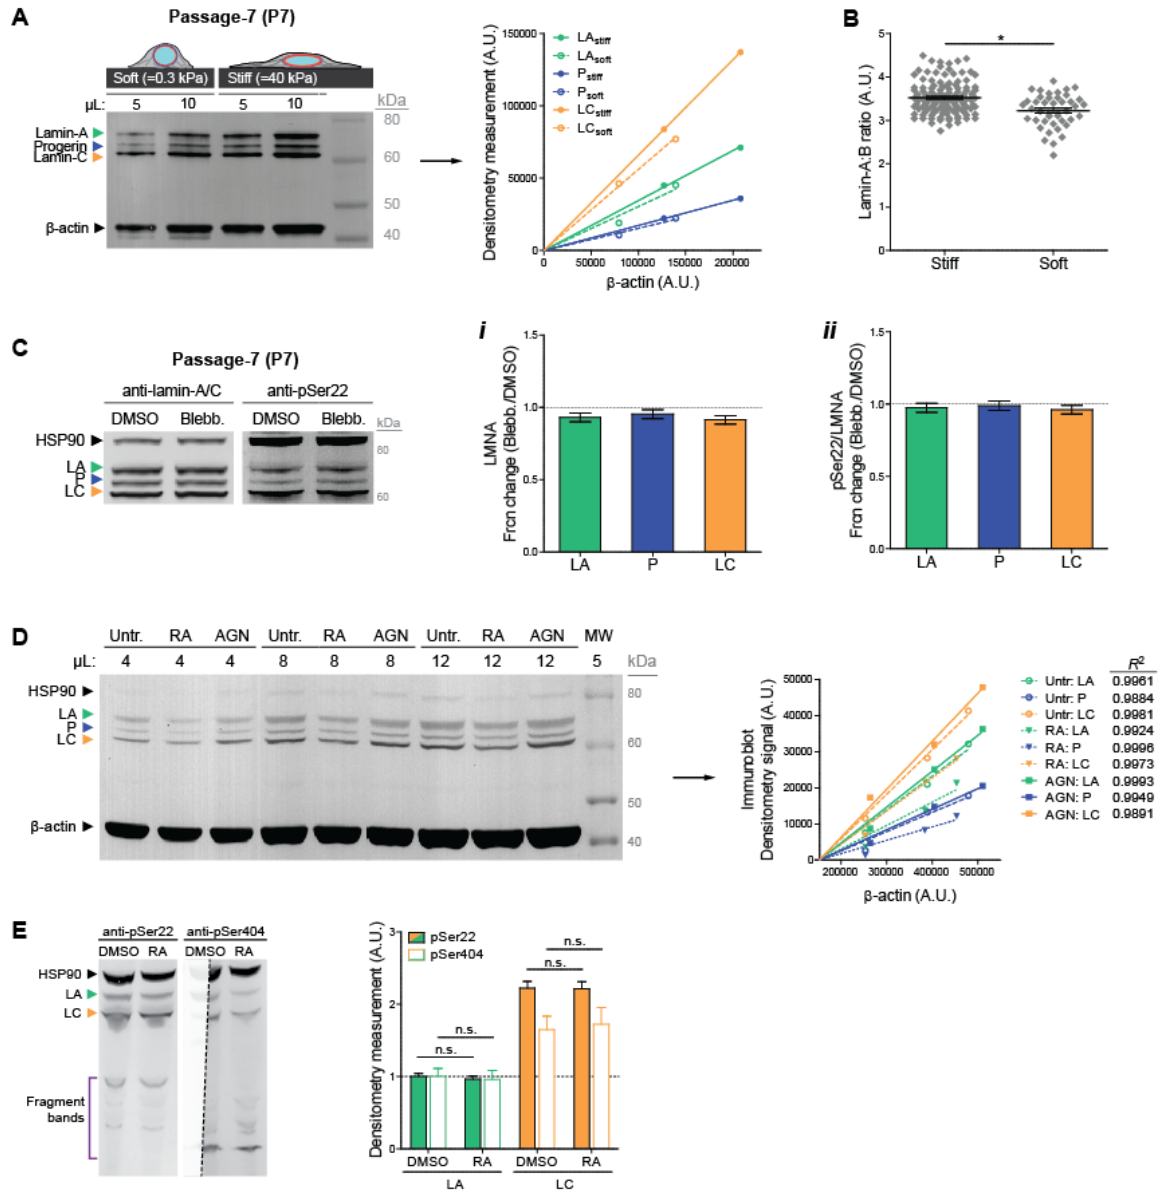 A
Passage-7 (P7)
Soft (=0.3 kPa) Stiff (=40 kPa)
µL: 5 10 5 10 kDa
Lamin-A
Progerin
Lamin-C
β-actin
80
60
50
40
Densitometry measurement (A.U.)
150000
100000
50000
0
0 50000 100000 150000 200000
β-actin (A.U.)
LAstiff
LAsoft
Pstiff
Psoft
LCstiff
LCsoft
B
Lamin-A:B ratio (A.U.)
5
4
3
2
1
0
*
Stiff Soft
C
Passage-7 (P7)
anti-lamin-A/C anti-pSer22
DMSO Blebb. DMSO Blebb. kDa
HSP90
LA
P
LC
80
60
i
LMNA
Frcn change (Blebb./DMSO)
1.5
1.0
0.5
0.0
LA P LC
ii
pSer22/LMNA
Frcn change (Blebb./DMSO)
1.5
1.0
0.5
0.0
LA P LC
D
Untr. RA AGN Untr. RA AGN Untr. RA AGN MW
µL: 4 4 4 8 8 8 12 12 12 5 kDa
HSP90
LA
P
LC
β-actin
80
60
50
40
Immunoblot
Densitometry signal (A.U.)
50000
40000
30000
20000
10000
0
200000 300000 400000 500000
β-actin (A.U.)
R2
Untr: LA 0.9961
Untr: P 0.9884
Untr: LC 0.9981
RA: LA 0.9924
RA: P 0.9996
RA: LC 0.9973
AGN: LA 0.9993
AGN: P 0.9949
AGN: LC 0.9891
E
anti-pSer22 anti-pSer404
DMSO RA DMSO RA
HSP90
LA
LC
Fragment
bands
Densitometry measurement (A.U.)
3
2
1
0
pSer22
pSer404
n.s.
n.s.
n.s.
n.s.
DMSO RA DMSO RA
LA LC